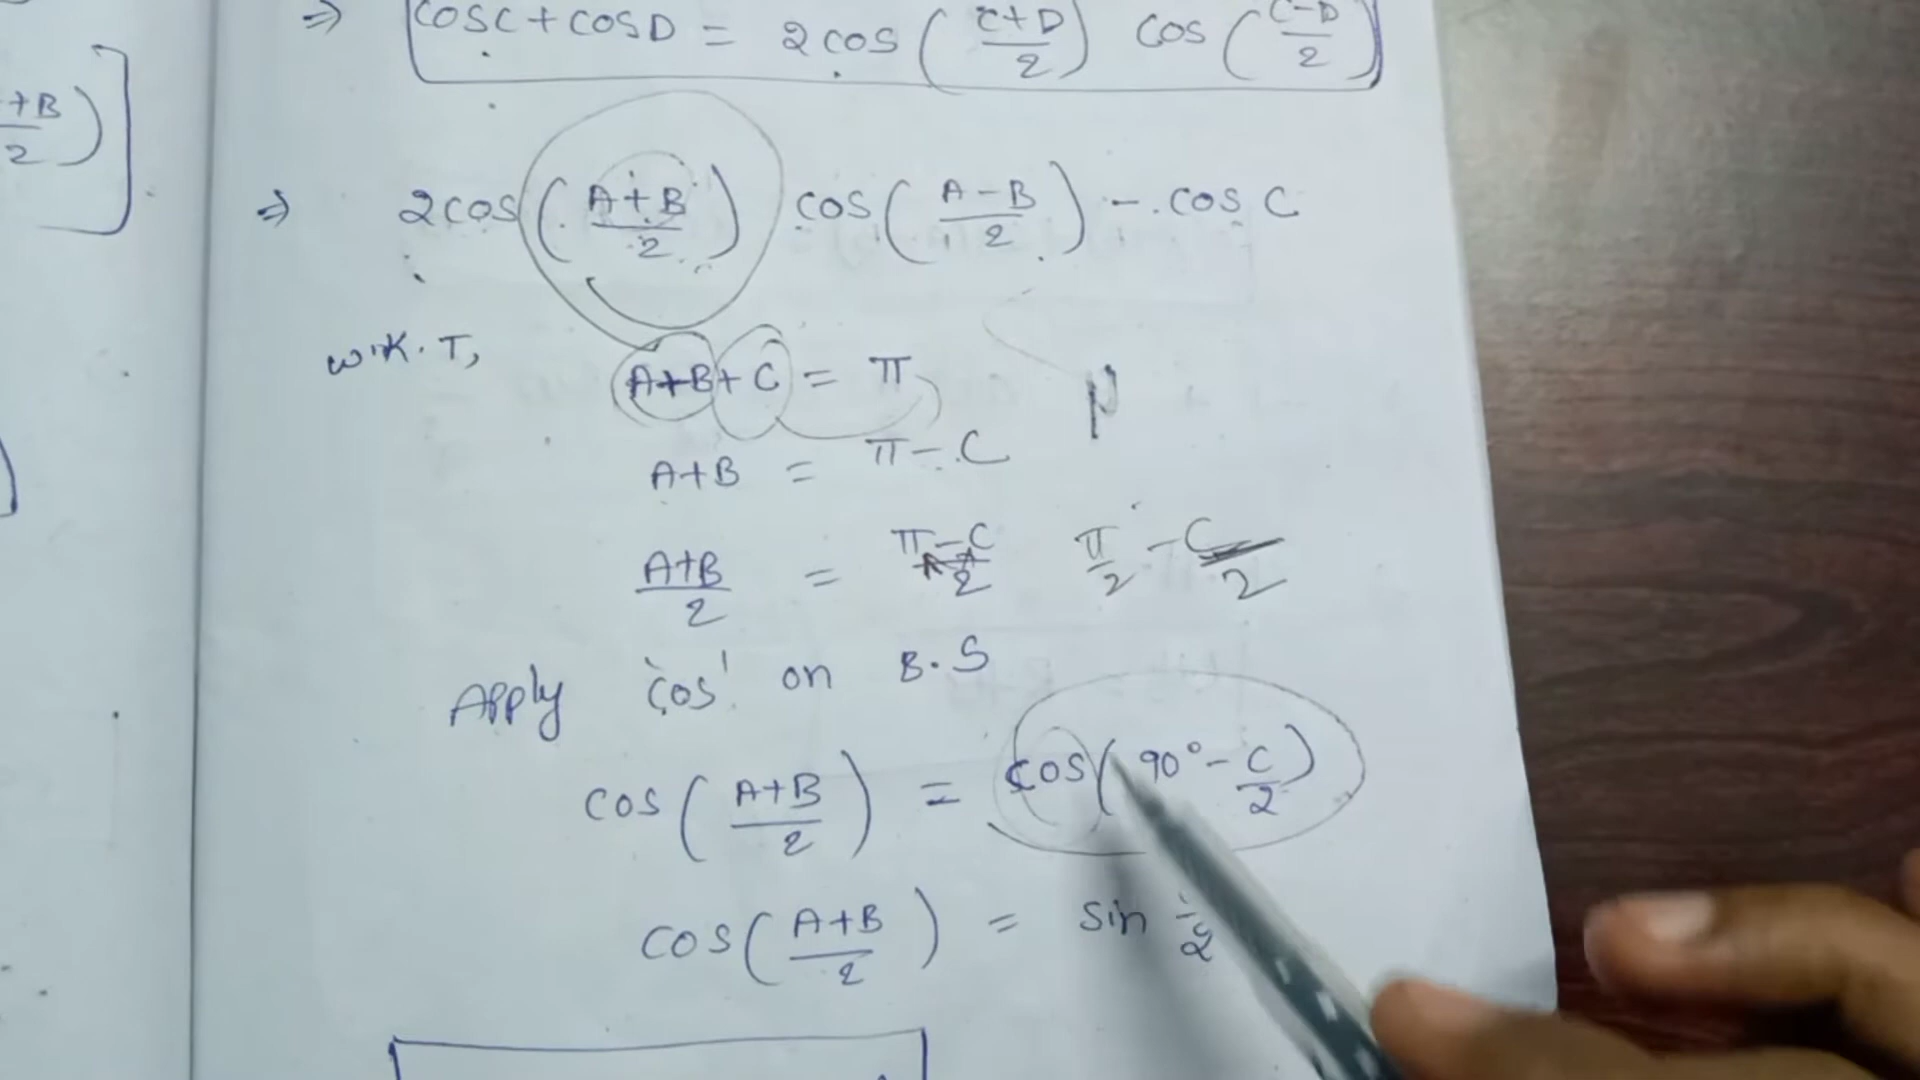 +B/2)
⇒ cosC + cosD = 2cos(C+D/2) cos(C-D/2)
⇒ 2cos(A+B/2) cos(A-B/2) - cos C
W.K.T,
A+B+C = π
A+B = π - C
A+B/2 = π-C/2 π/2 - C/2
Apply 'cos' on B.S
cos(A+B/2) = cos(90° - C/2)
cos(A+B/2) = sin C/2